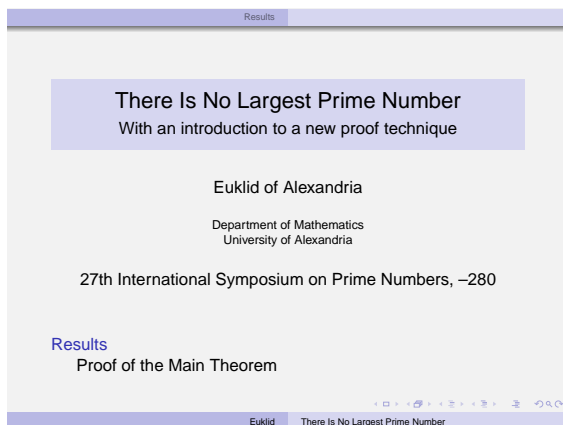 Results
There Is No Largest Prime Number
With an introduction to a new proof technique
Euklid of Alexandria
Department of Mathematics
University of Alexandria
27th International Symposium on Prime Numbers, –280
Results
Proof of the Main Theorem
Euklid There Is No Largest Prime Number